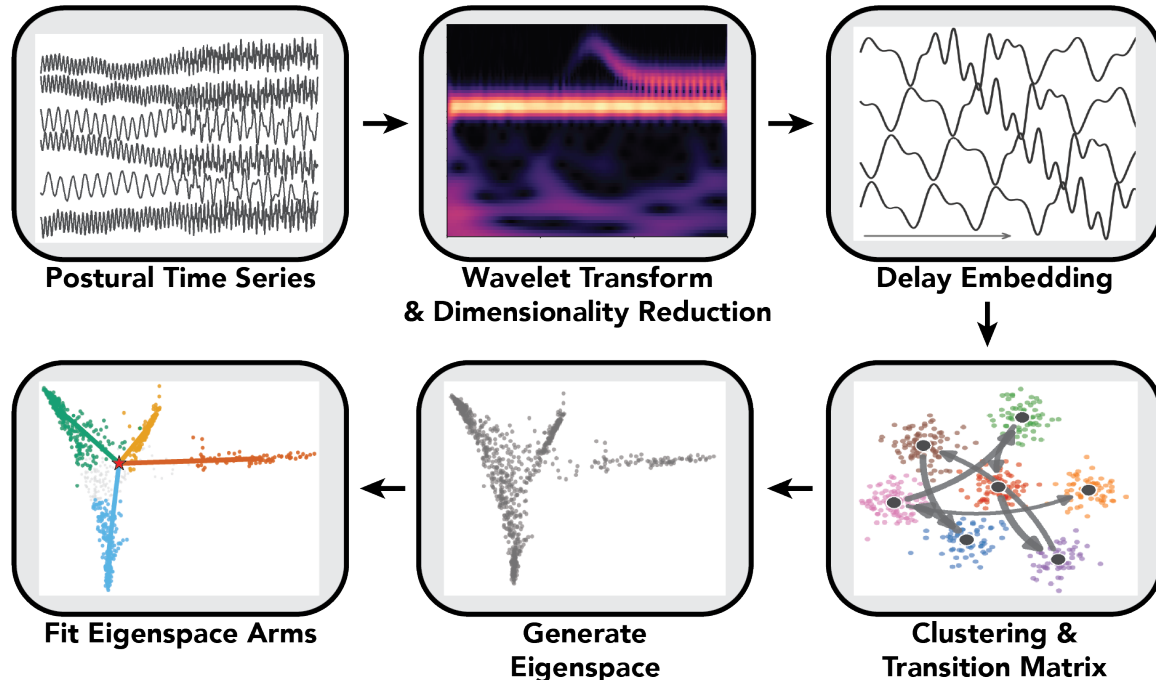 Postural Time Series
Wavelet Transform
& Dimensionality Reduction
Delay Embedding
Fit Eigenspace Arms
Generate
Eigenspace
Clustering &
Transition Matrix